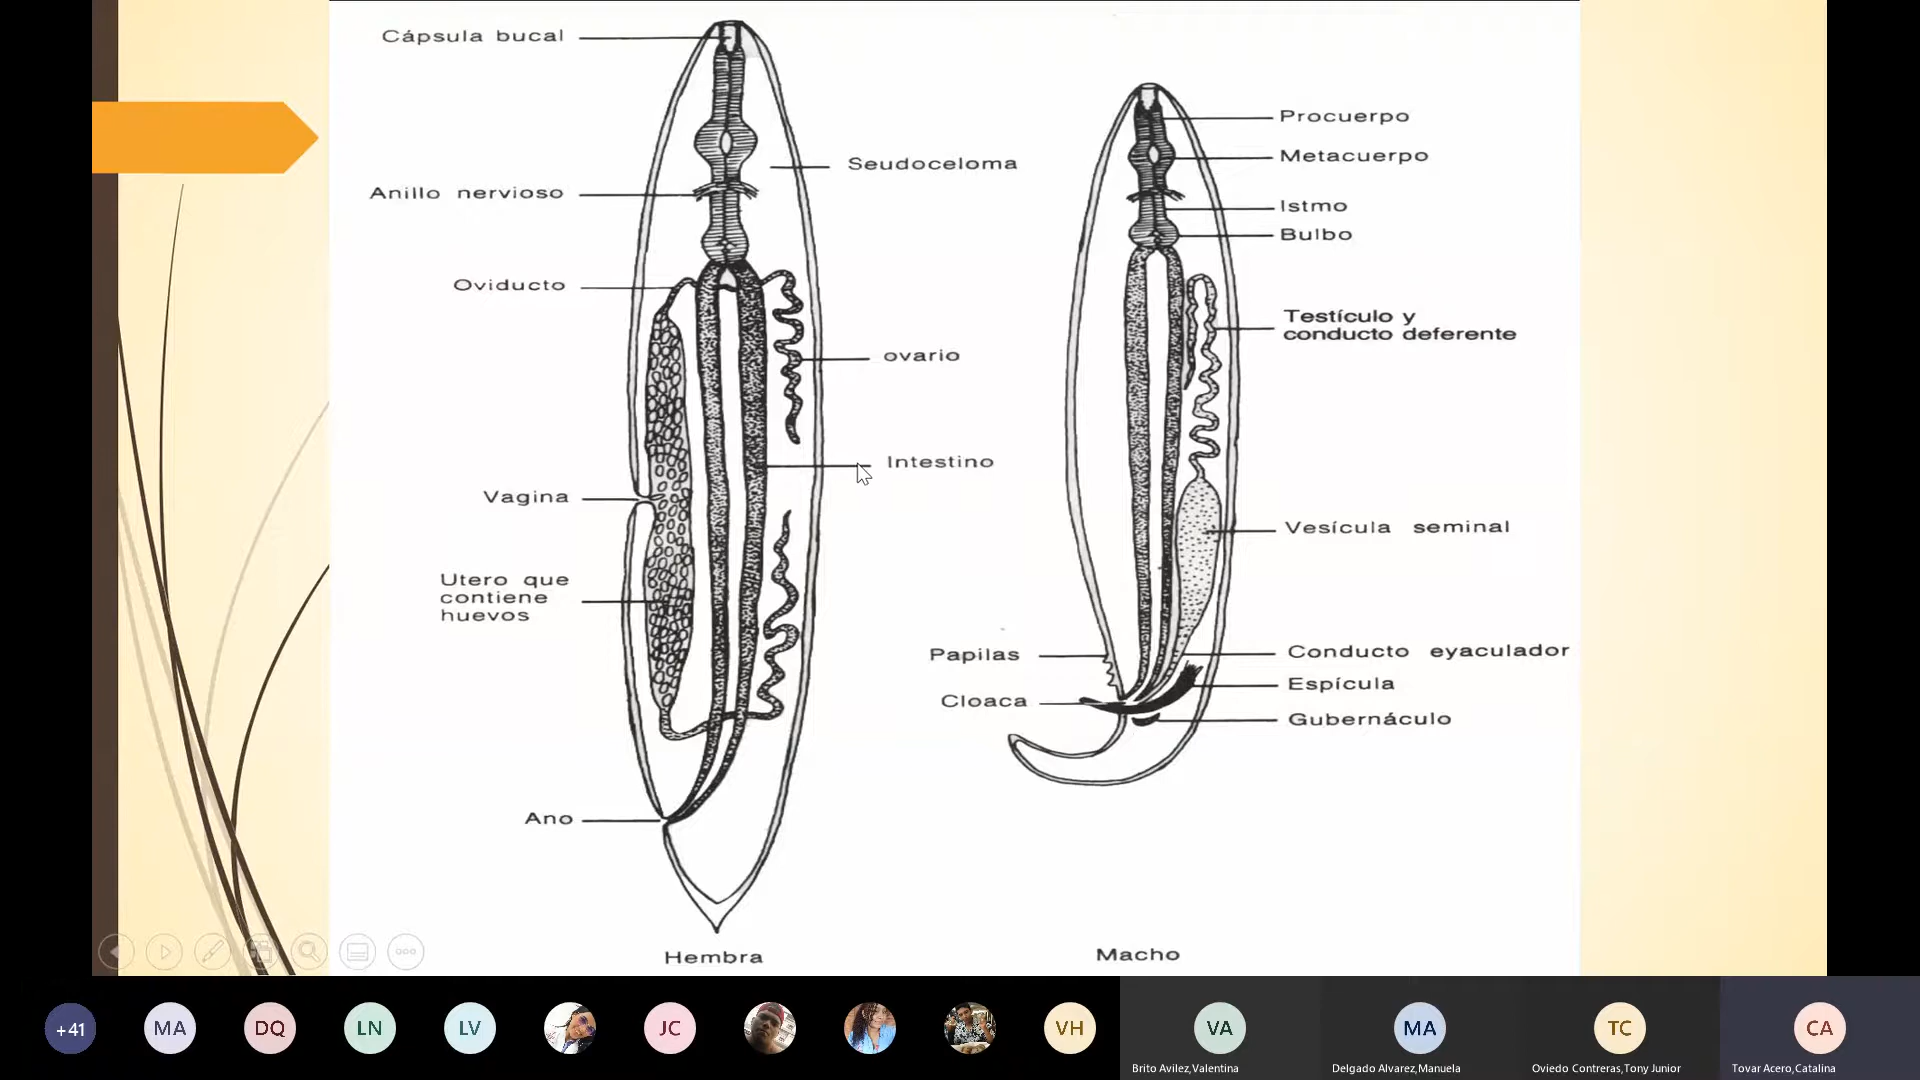 Cápsula bucal
Seudoceloma
Anillo nervioso
Oviducto
ovario
Intestino
Vagina
Utero que
contiene
huevos
Ano
Hembra
Procuerpo
Metacuerpo
Istmo
Bulbo
Testículo y
conducto deferente
Vesícula seminal
Papilas
Conducto eyaculador
Cloaca
Espícula
Gubernáculo
Macho
+41
MA
DQ
LN
LV
JC
VH
VA
MA
TC
CA
Brito Avilez,Valentina
Delgado Alvarez,Manuela
Oviedo Contreras,Tony Junior
Tovar Acero,Catalina